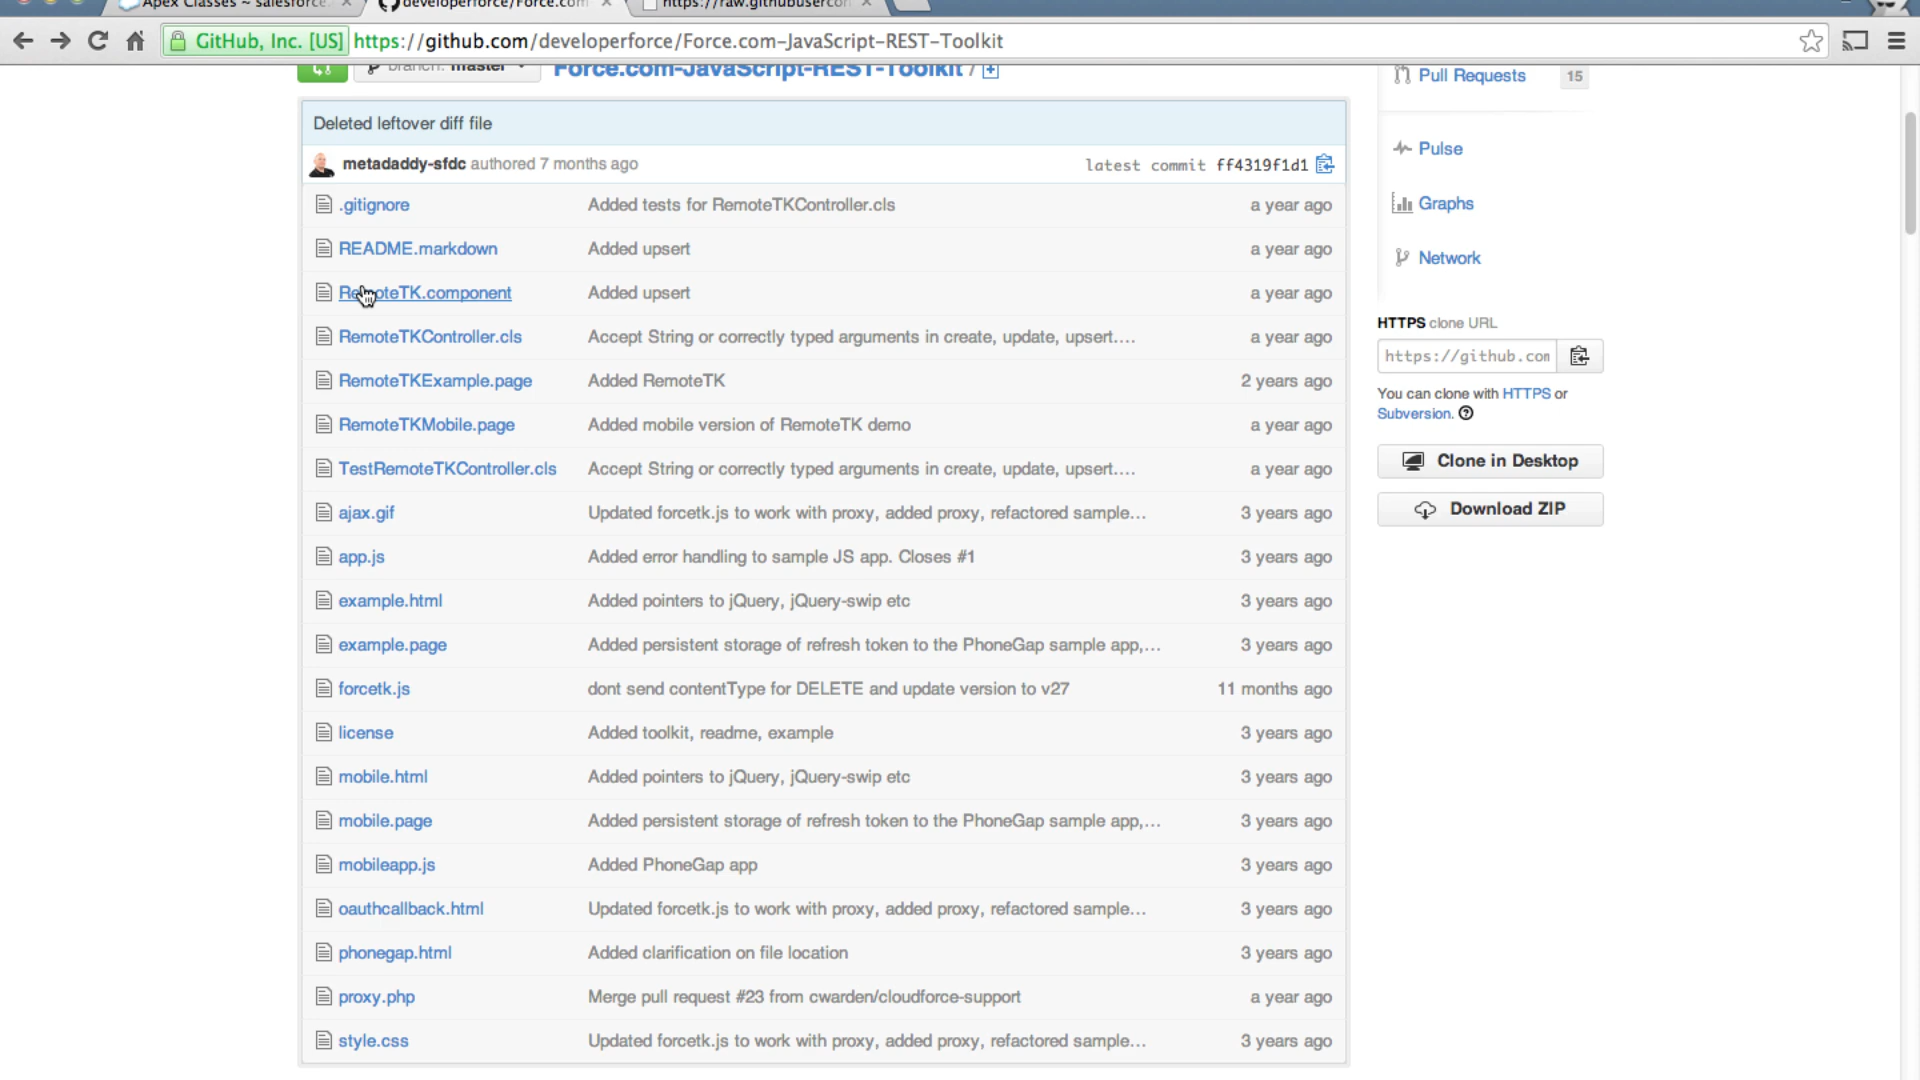 Apex Classes ~ salesforce.
developerforce/Force.com-
https://raw.githubusercon
GitHub, Inc. [US] https://github.com/developerforce/Force.com-JavaScript-REST-Toolkit
branch: master Force.com-JavaScript-REST-Toolkit / +
Deleted leftover diff file
metadaddy-sfdc authored 7 months ago latest commit ff4319f1d1
.gitignore Added tests for RemoteTKController.cls a year ago
README.markdown Added upsert a year ago
RemoteTK.component Added upsert a year ago
RemoteTKController.cls Accept String or correctly typed arguments in create, update, upsert.… a year ago
RemoteTKExample.page Added RemoteTK 2 years ago
RemoteTKMobile.page Added mobile version of RemoteTK demo a year ago
TestRemoteTKController.cls Accept String or correctly typed arguments in create, update, upsert.… a year ago
ajax.gif Updated forcetk.js to work with proxy, added proxy, refactored sample… 3 years ago
app.js Added error handling to sample JS app. Closes #1 3 years ago
example.html Added pointers to jQuery, jQuery-swip etc 3 years ago
example.page Added persistent storage of refresh token to the PhoneGap sample app,… 3 years ago
forcetk.js dont send contentType for DELETE and update version to v27 11 months ago
license Added toolkit, readme, example 3 years ago
mobile.html Added pointers to jQuery, jQuery-swip etc 3 years ago
mobile.page Added persistent storage of refresh token to the PhoneGap sample app,… 3 years ago
mobileapp.js Added PhoneGap app 3 years ago
oauthcallback.html Updated forcetk.js to work with proxy, added proxy, refactored sample… 3 years ago
phonegap.html Added clarification on file location 3 years ago
proxy.php Merge pull request #23 from cwarden/cloudforce-support a year ago
style.css Updated forcetk.js to work with proxy, added proxy, refactored sample… 3 years ago
Pull Requests 15
Pulse
Graphs
Network
HTTPS clone URL
https://github.com
You can clone with HTTPS or
Subversion. ?
Clone in Desktop
Download ZIP